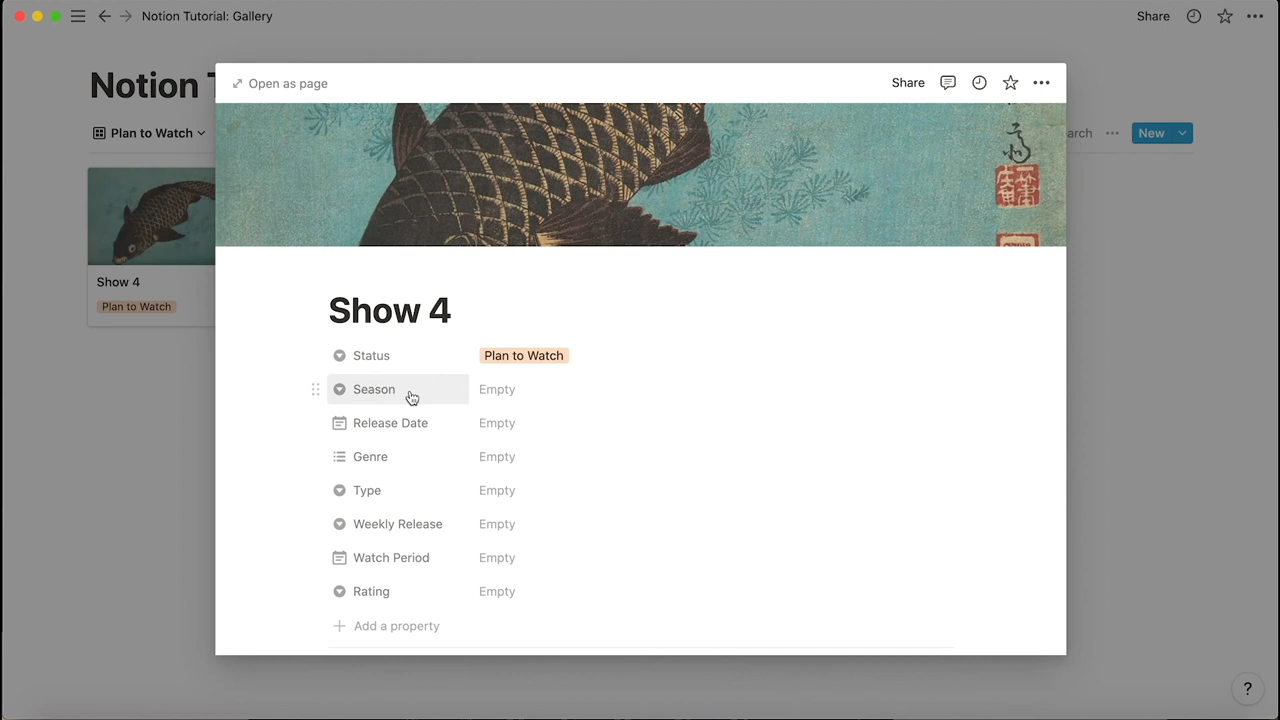 Notion Tutorial: Gallery
Share
Notion T
Open as page
Share
Plan to Watch
arch
New
Show 4
Plan to Watch
Show 4
Status Plan to Watch
Season Empty
Release Date Empty
Genre Empty
Type Empty
Weekly Release Empty
Watch Period Empty
Rating Empty
Add a property
?